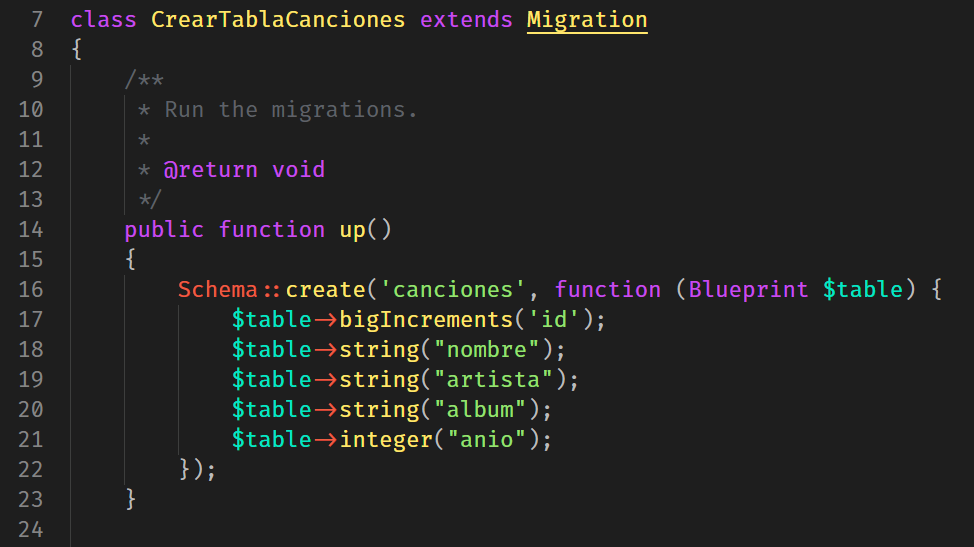 7 class CrearTablaCanciones extends Migration
8 {
9     /**
10      * Run the migrations.
11      *
12      * @return void
13      */
14     public function up()
15     {
16         Schema::create('canciones', function (Blueprint $table) {
17             $table->bigIncrements('id');
18             $table->string("nombre");
19             $table->string("artista");
20             $table->string("album");
21             $table->integer("anio");
22         });
23     }
24